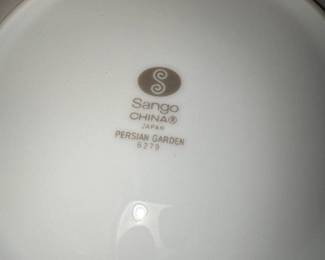 S
Sango
CHINA®
JAPAN
PERSIAN GARDEN
6279